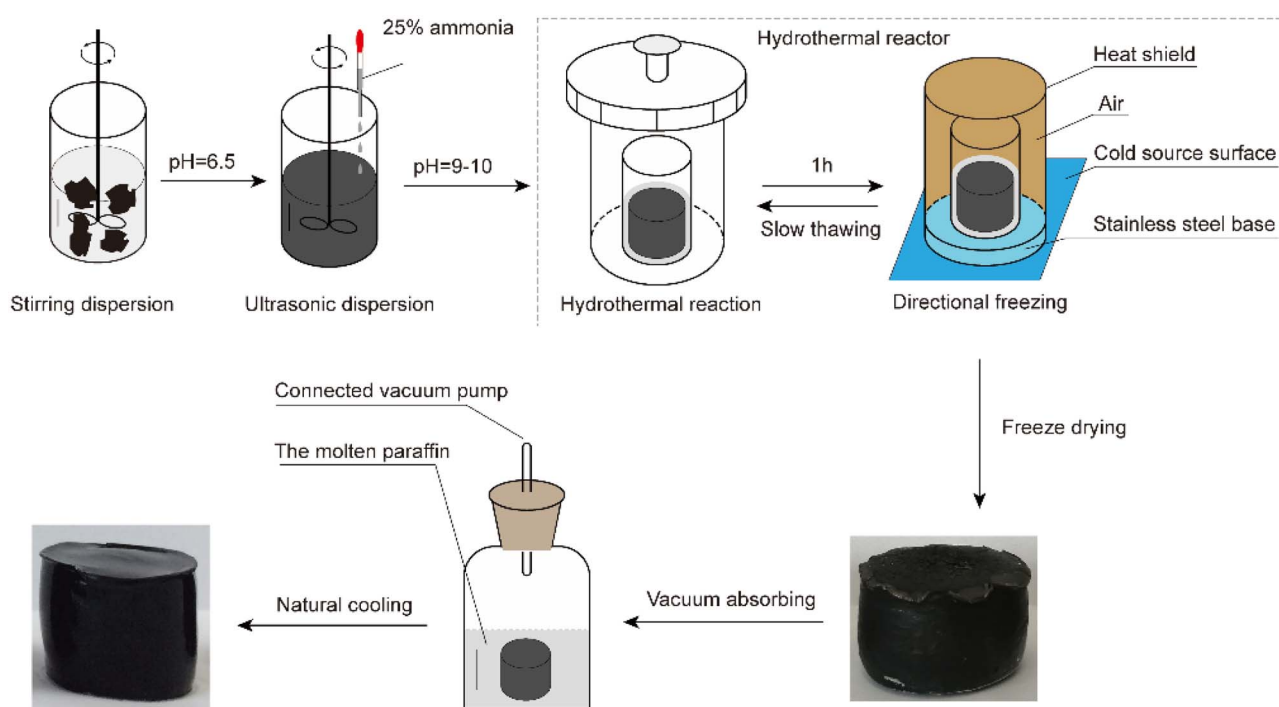 25% ammonia
Hydrothermal reactor
Heat shield
Air
pH=6.5
pH=9-10
1h
Cold source surface
Slow thawing
Stainless steel base
Stirring dispersion
Ultrasonic dispersion
Hydrothermal reaction
Directional freezing
Connected vacuum pump
Freeze drying
The molten paraffin
Natural cooling
Vacuum absorbing